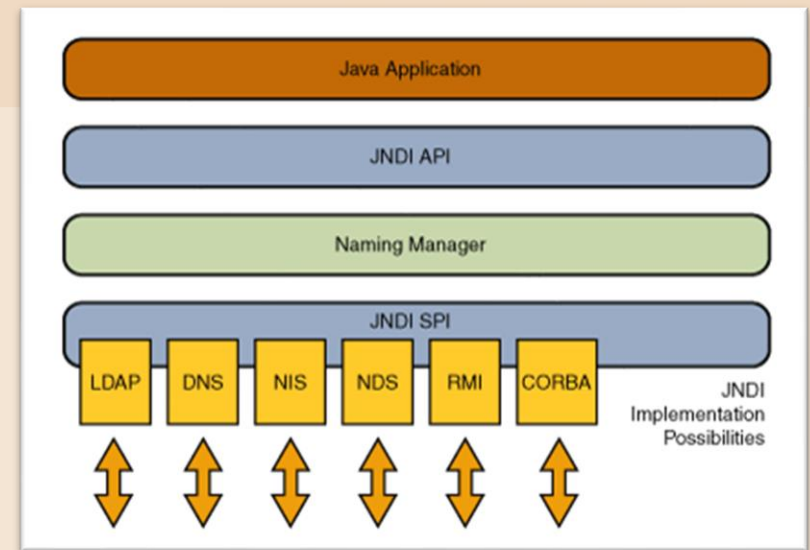 Java Application
JNDI API
Naming Manager
JNDI SPI
LDAP DNS NIS NDS RMI CORBA
JNDI
Implementation
Possibilities